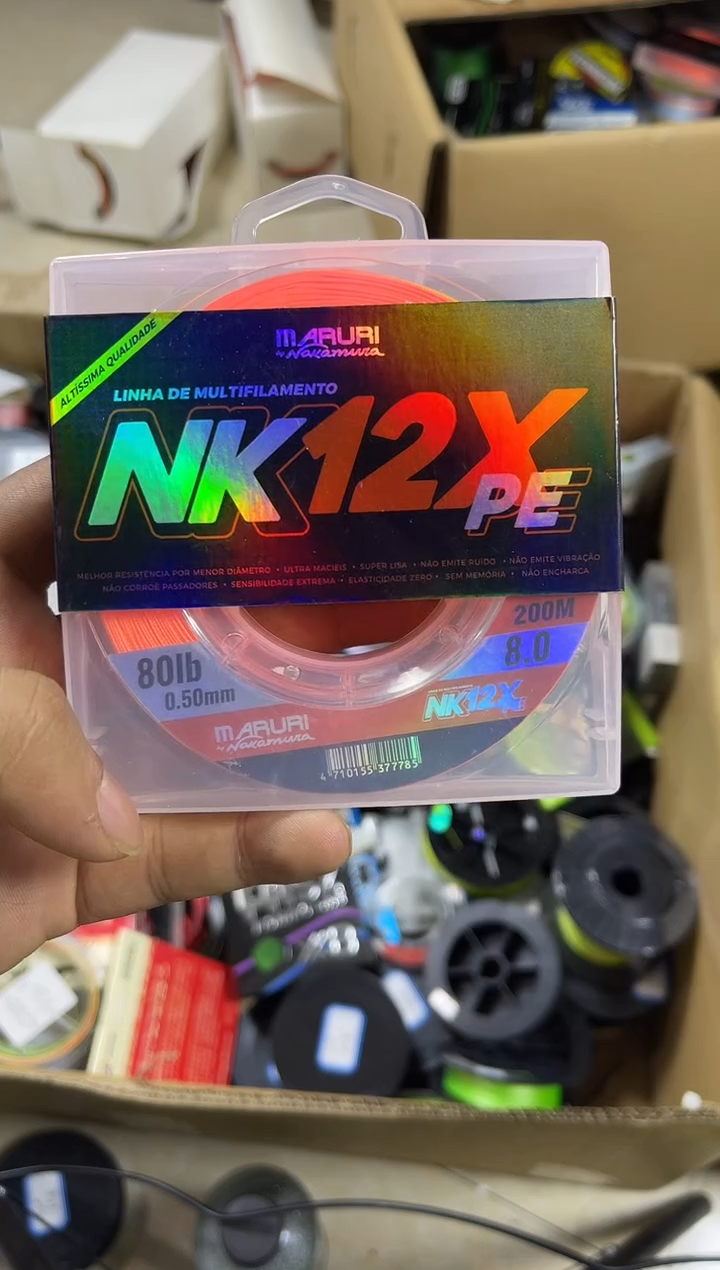 ALTÍSSIMA QUALIDADE
MARURI
by Nakamura
LINHA DE MULTIFILAMENTO
NK12X
PE
MELHOR RESISTÊNCIA POR MENOR DIÂMETRO • ULTRA MACIEIS • SUPER LISA • NÃO EMITE RUÍDO • NÃO EMITE VIBRAÇÃO
NÃO CORROÊ PASSADORES • SENSIBILIDADE EXTREMA • ELASTICIDADE ZERO • SEM MEMÓRIA • NÃO ENCHARCA
200M
8.0
80lb
0.50mm
NK12X
PE
MARURI
by Nakamura
4 710155 377785